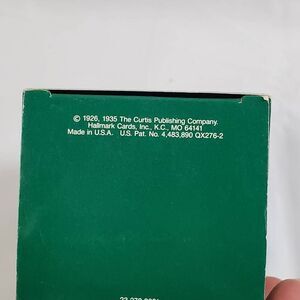 © 1926, 1935 The Curtis Publishing Company.
Hallmark Cards, Inc., K.C., MO 64141
Made in U.S.A. U.S. Pat. No. 4,483,890 QX276-2